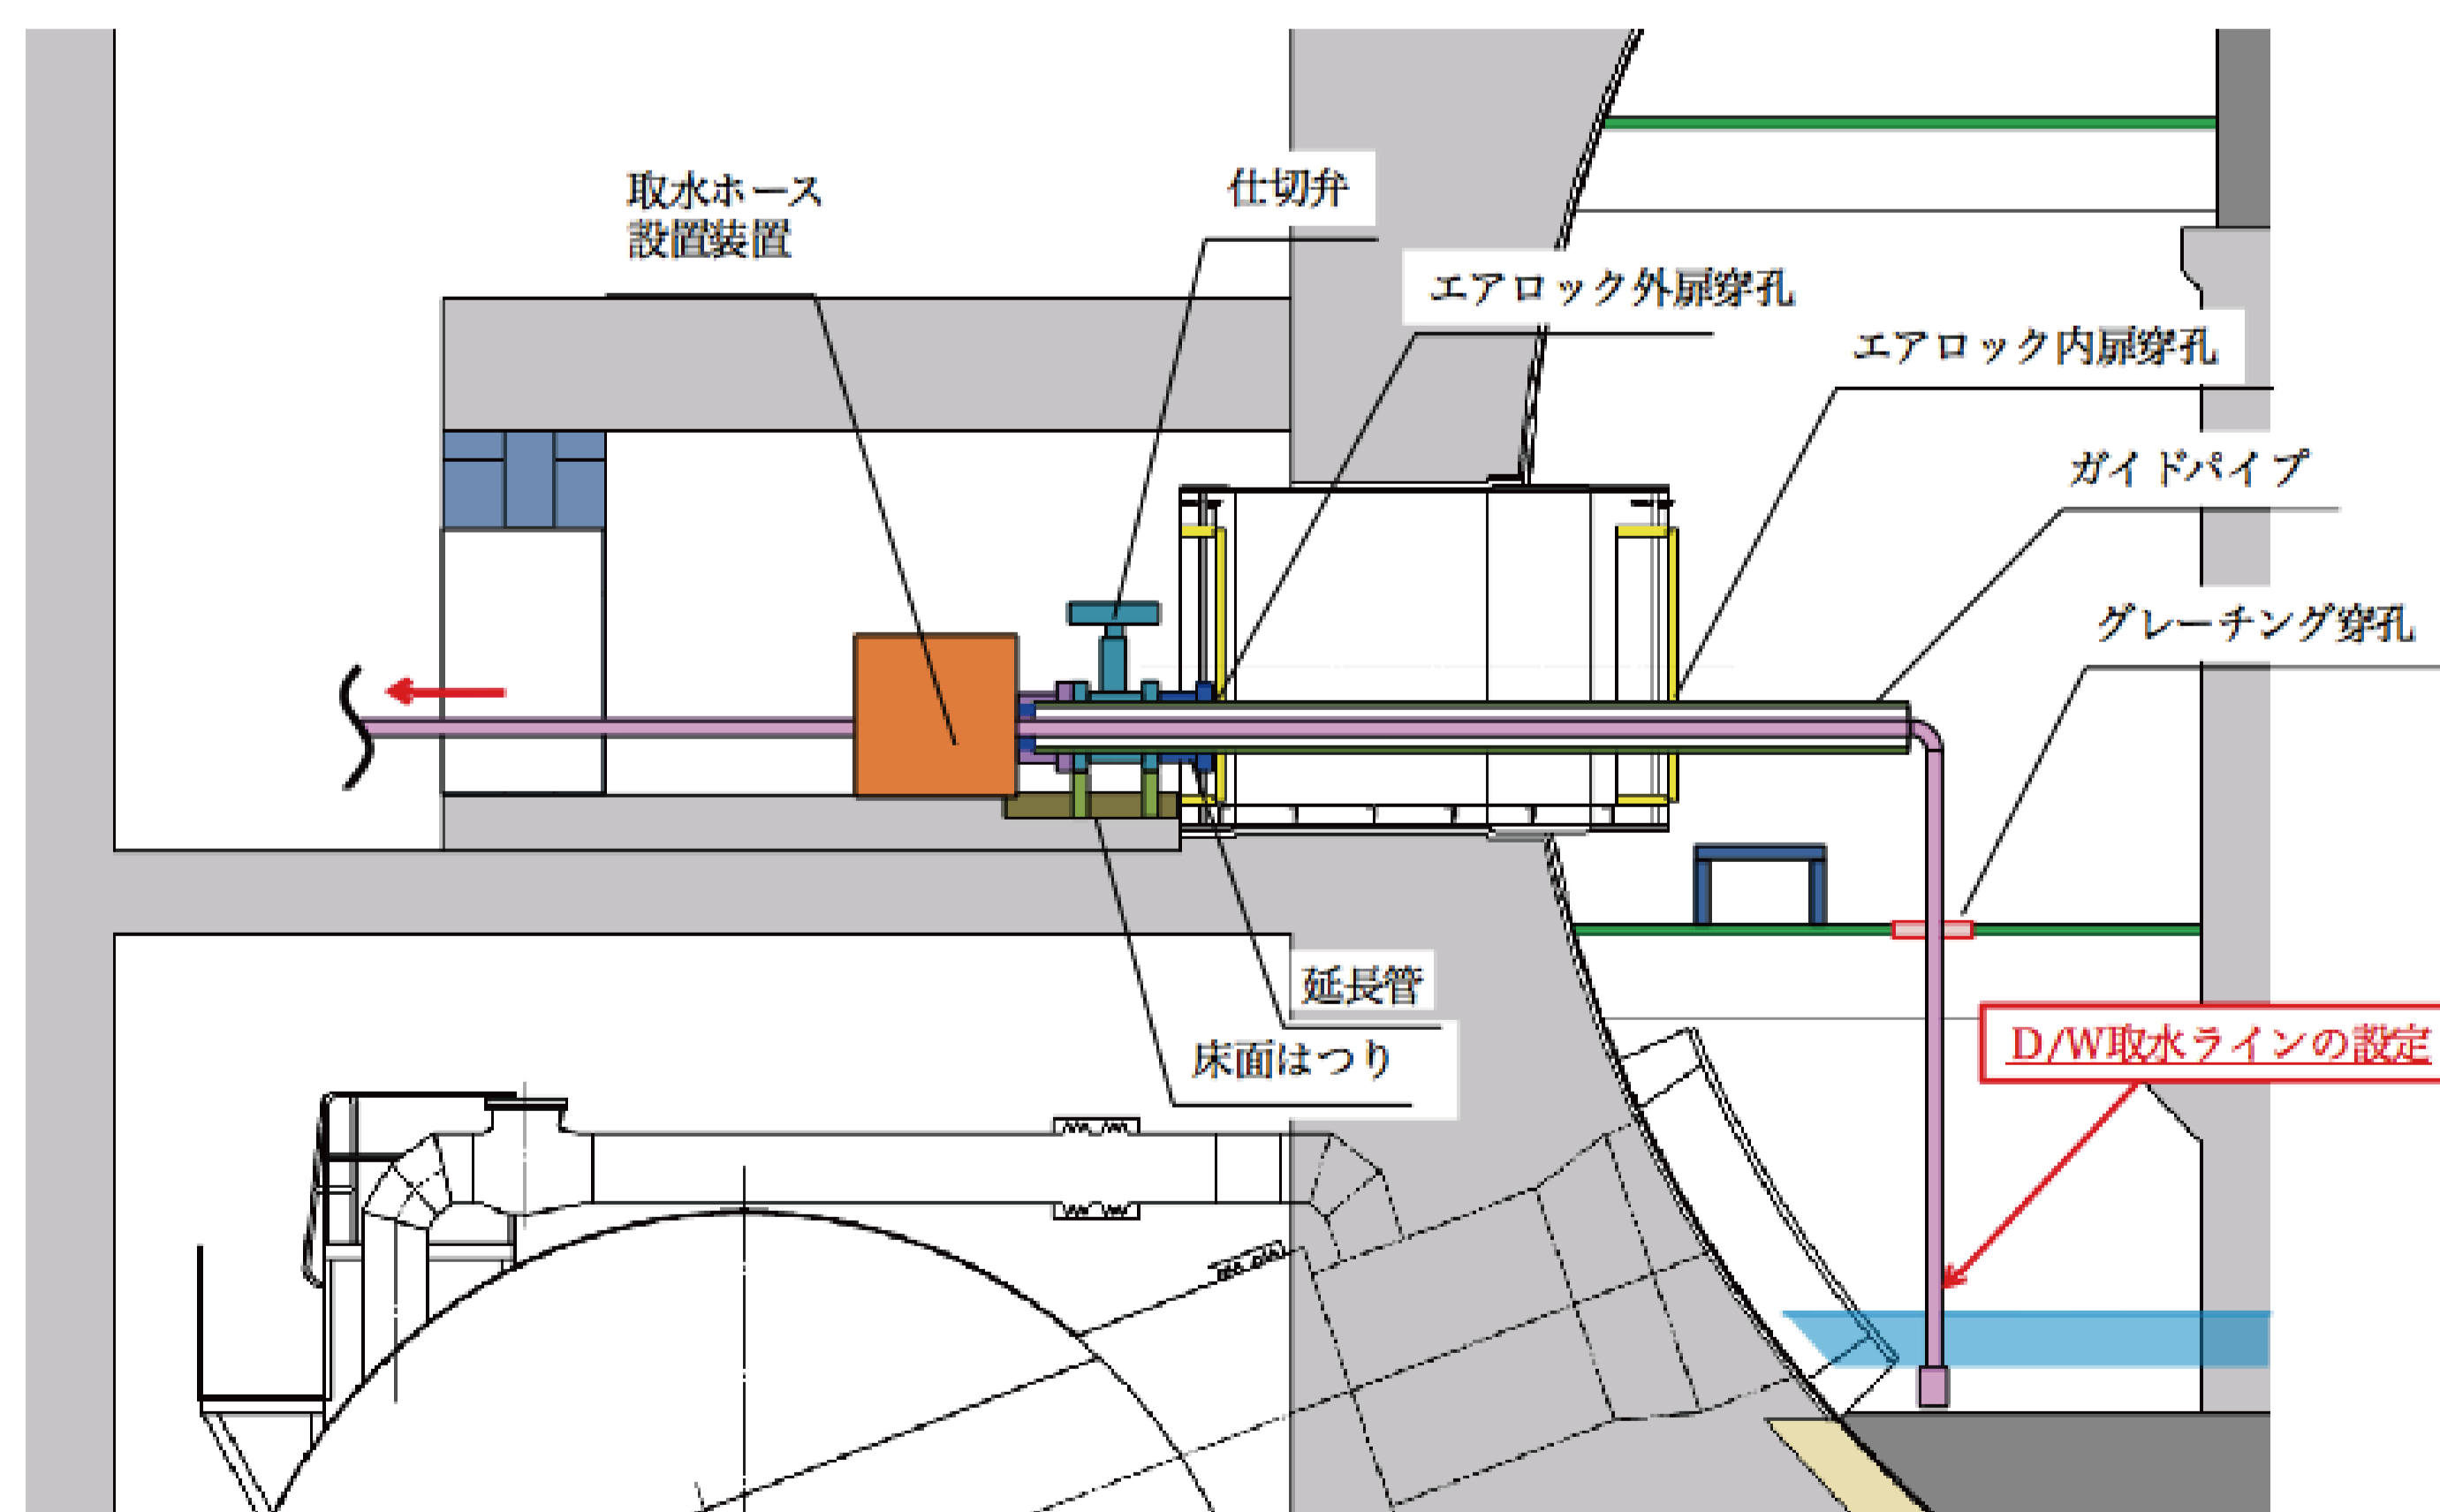 取水ホース
設置装置
仕切弁
エアロック外扉穿孔
エアロック内扉穿孔
ガイドパイプ
グレーチング穿孔
延長管
床面はつり
D/W取水ラインの設定